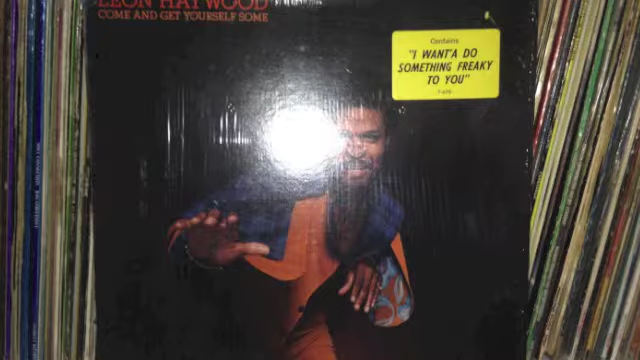 LEON HAYWOOD
COME AND GET YOURSELF SOME
Contains
"I WANT'A DO
SOMETHING FREAKY
TO YOU"